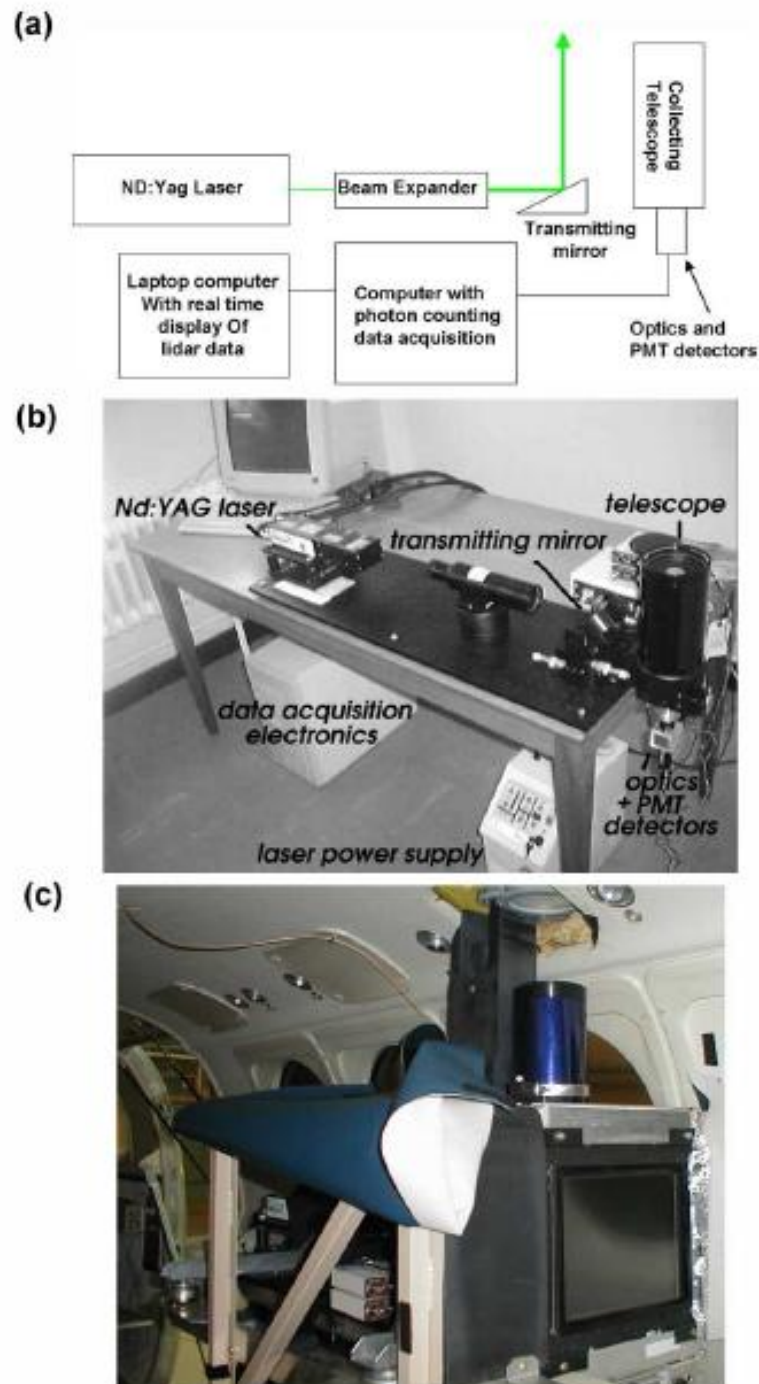 (a)
Collecting
Telescope
ND:Yag Laser
Beam Expander
Transmitting
mirror
Laptop computer
With real time
display Of
lidar data
Computer with
photon counting
data acquisition
Optics and
PMT detectors
(b)
Nd:YAG laser
telescope
transmitting mirror
data acquisition
electronics
optics
+ PMT
detectors
laser power supply
(c)